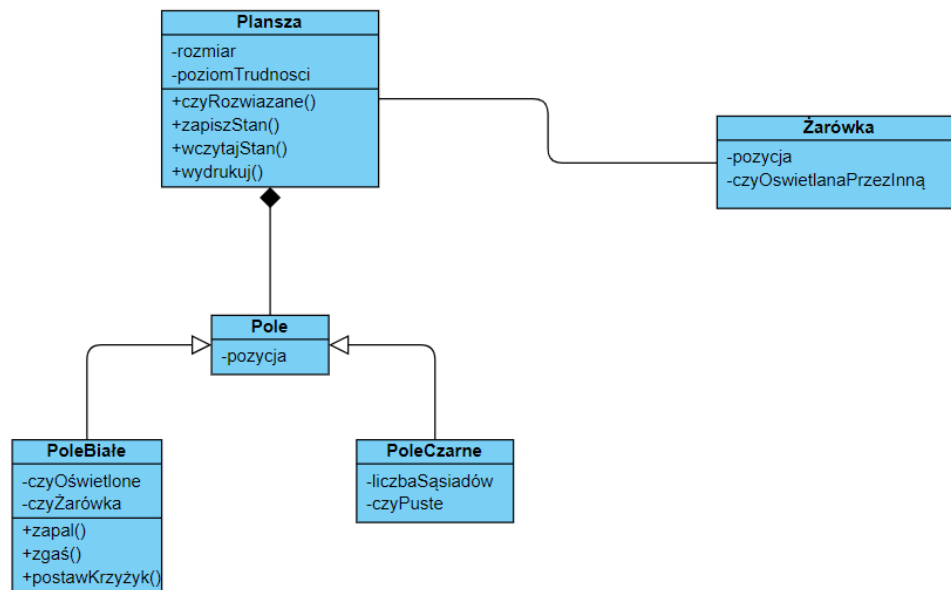 Plansza
-rozmiar
-poziomTrudnosci
+czyRozwiazane()
+zapiszStan()
+wczytajStan()
+wydrukuj()
Żarówka
-pozycja
-czyOswietlanaPrzezInną
Pole
-pozycja
PoleBiałe
-czyOświetlone
-czyŻarówka
+zapal()
+zgaś()
+postawKrzyżyk()
PoleCzarne
-liczbaSąsiadów
-czyPuste